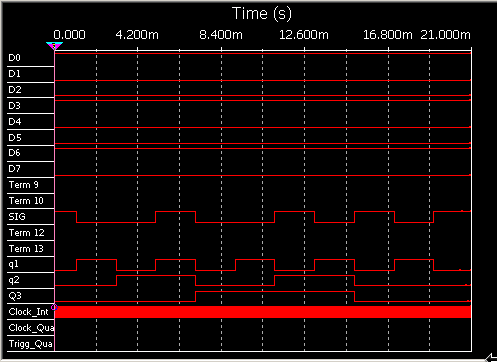 Time (s)
0.000 4.200m 8.400m 12.600m 16.800m 21.000m
D0
D1
D2
D3
D4
D5
D6
D7
Term 9
Term 10
SIG
Term 12
Term 13
q1
q2
Q3
Clock_Int
Clock_Qua
Trigg_Qua